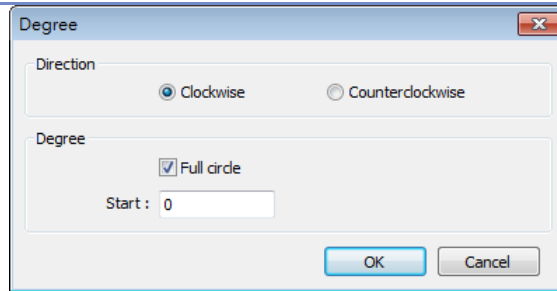 Degree
Direction
Clockwise Counterclockwise
Degree
Full circle
Start : 0
OK Cancel